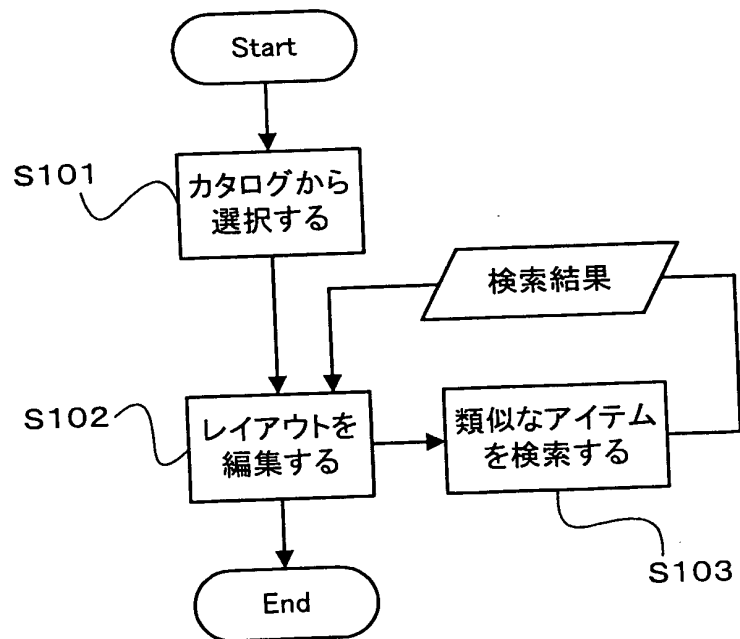 Start
S101
カタログから
選択する
検索結果
S102
レイアウトを
編集する
類似なアイテム
を検索する
S103
End